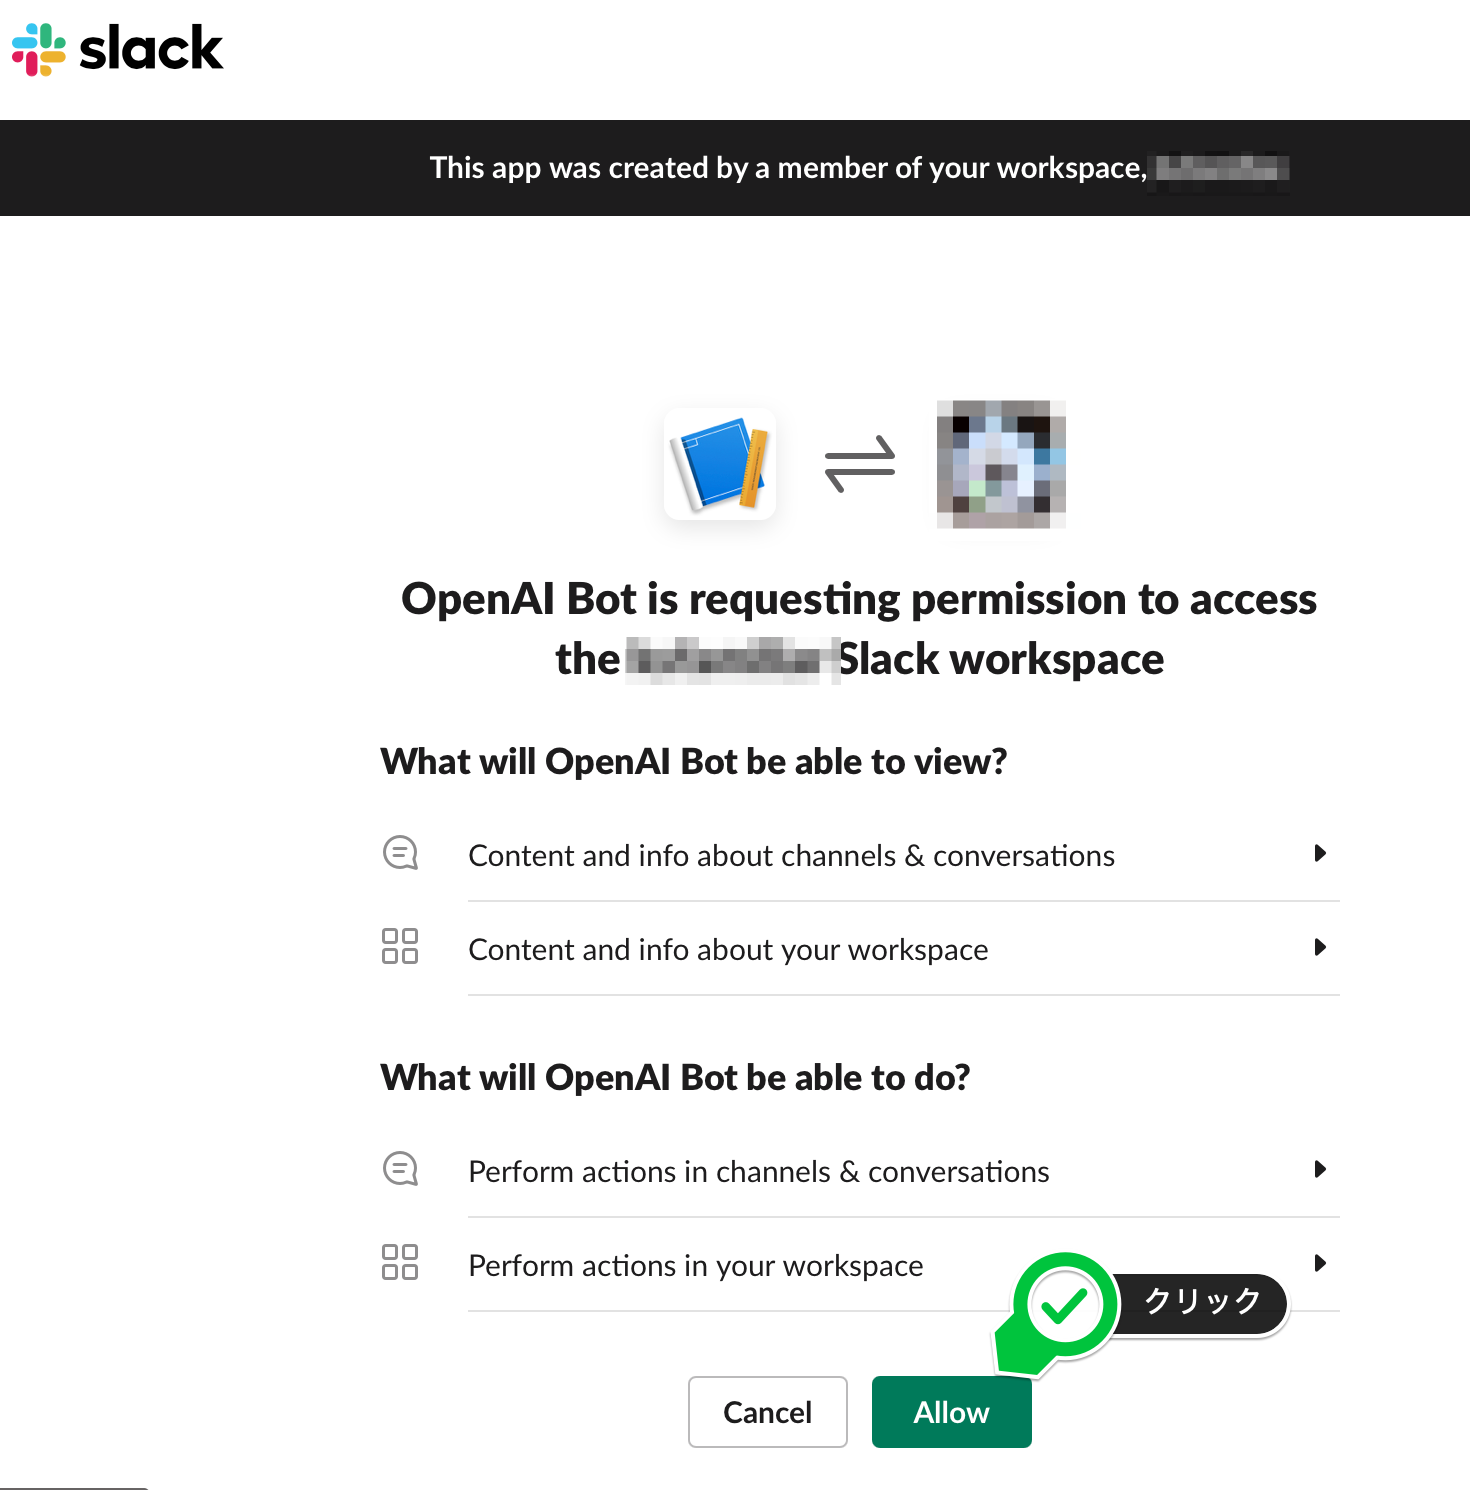 slack
This app was created by a member of your workspace,
OpenAI Bot is requesting permission to access
the Slack workspace
What will OpenAI Bot be able to view?
Content and info about channels & conversations
Content and info about your workspace
What will OpenAI Bot be able to do?
Perform actions in channels & conversations
Perform actions in your workspace
クリック
Cancel
Allow